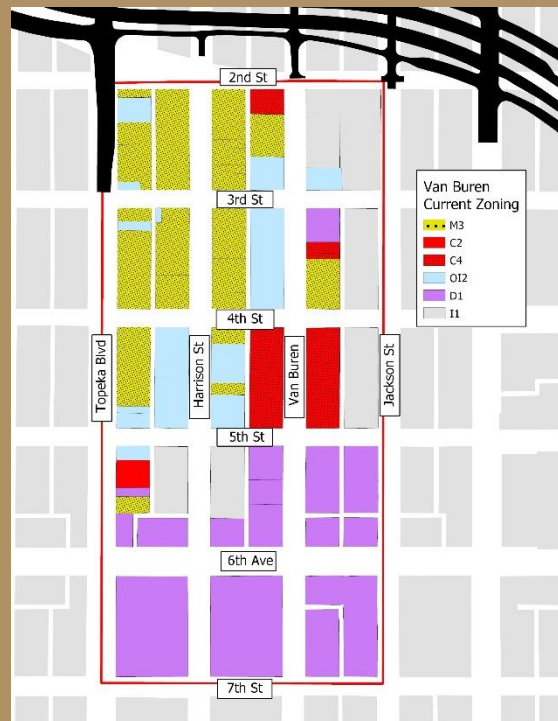 2nd St
3rd St
Van Buren
Current Zoning
M3
C2
C4
OI2
D1
I1
4th St
Topeka Blvd
Harrison St
Van Buren
Jackson St
5th St
6th Ave
7th St